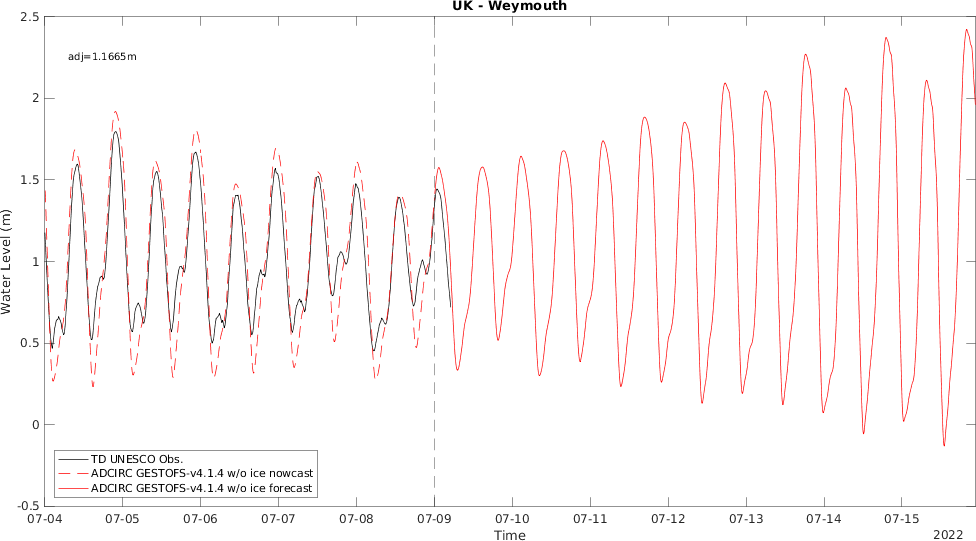 UK - Weymouth
2.5
2
1.5
1
0.5
0
-0.5
Water Level (m)
adj=1.1665m
TD UNESCO Obs.
ADCIRC GESTOFS-v4.1.4 w/o ice nowcast
ADCIRC GESTOFS-v4.1.4 w/o ice forecast
07-04 07-05 07-06 07-07 07-08 07-09 07-10 07-11 07-12 07-13 07-14 07-15
Time
2022